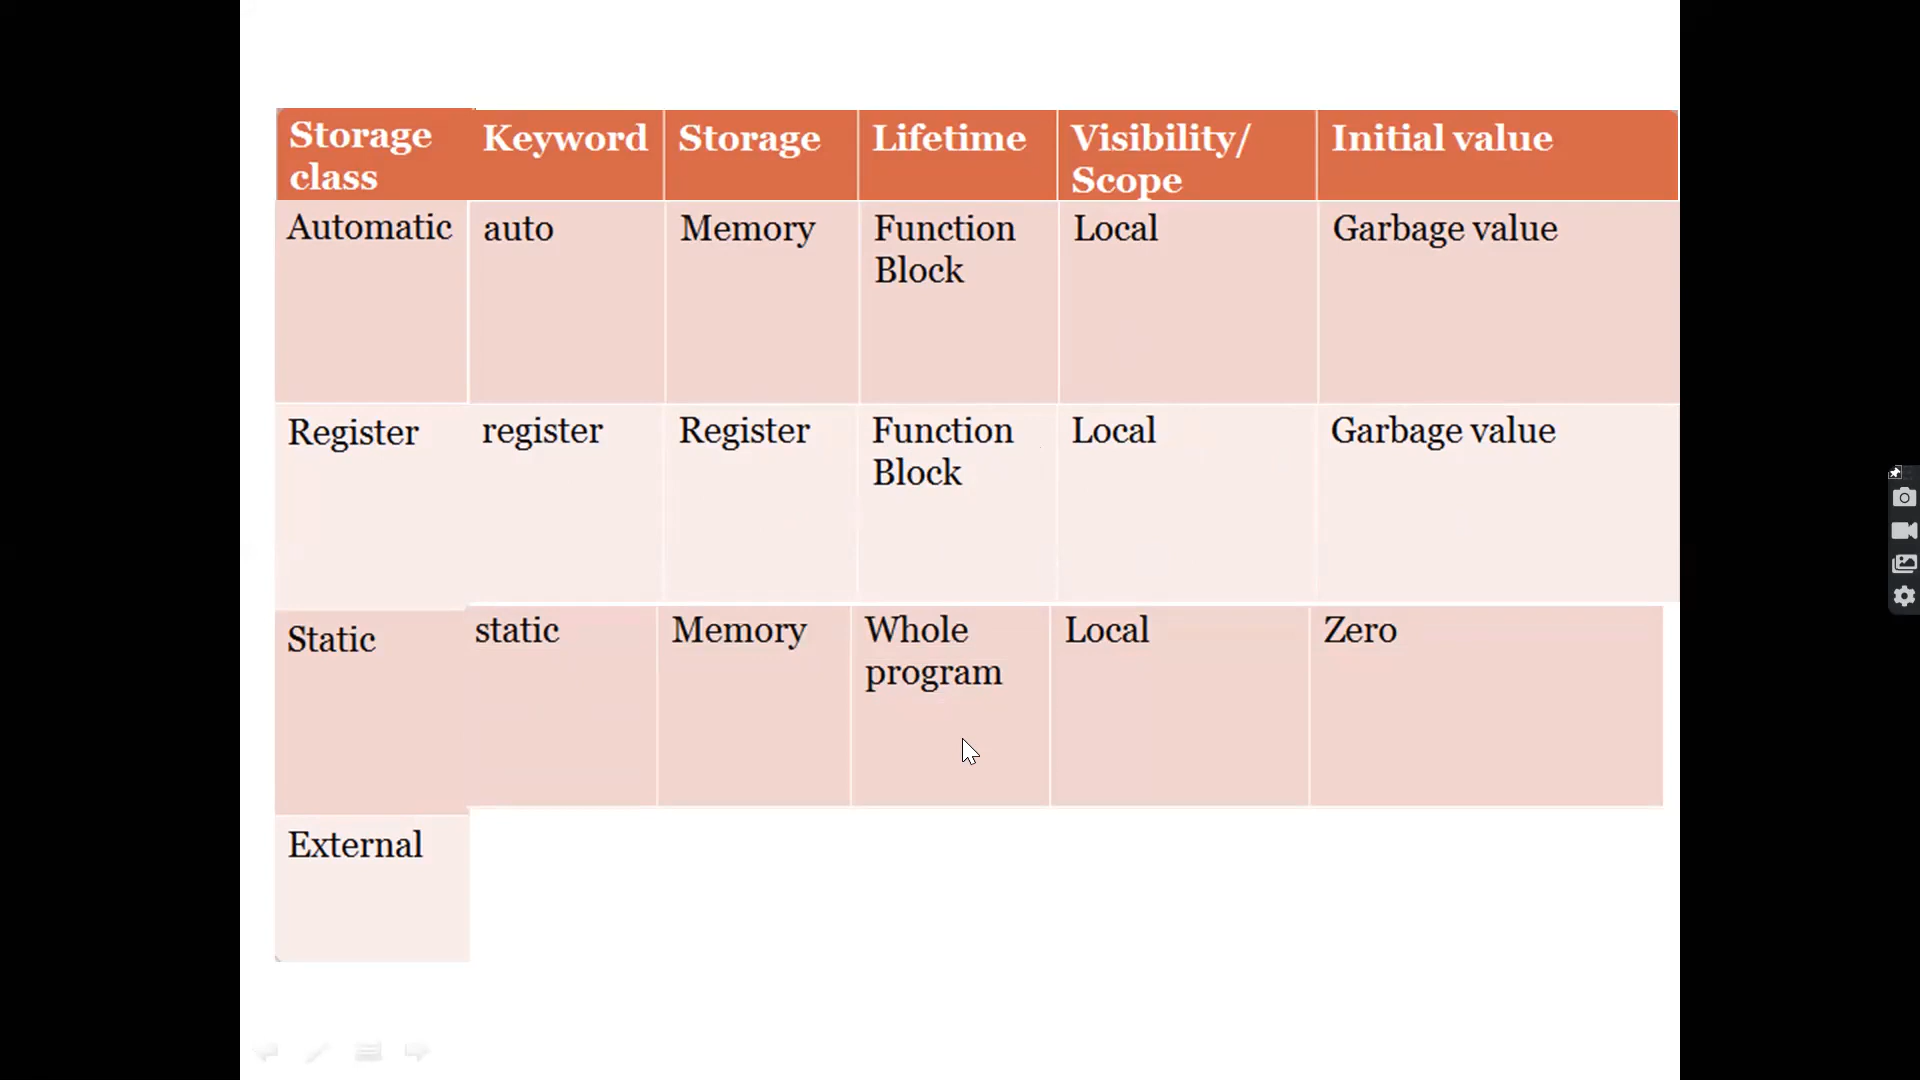 Storage class Keyword Storage Lifetime Visibility/ Scope Initial value
Automatic auto Memory Function Block Local Garbage value
Register register Register Function Block Local Garbage value
Static static Memory Whole program Local Zero
External